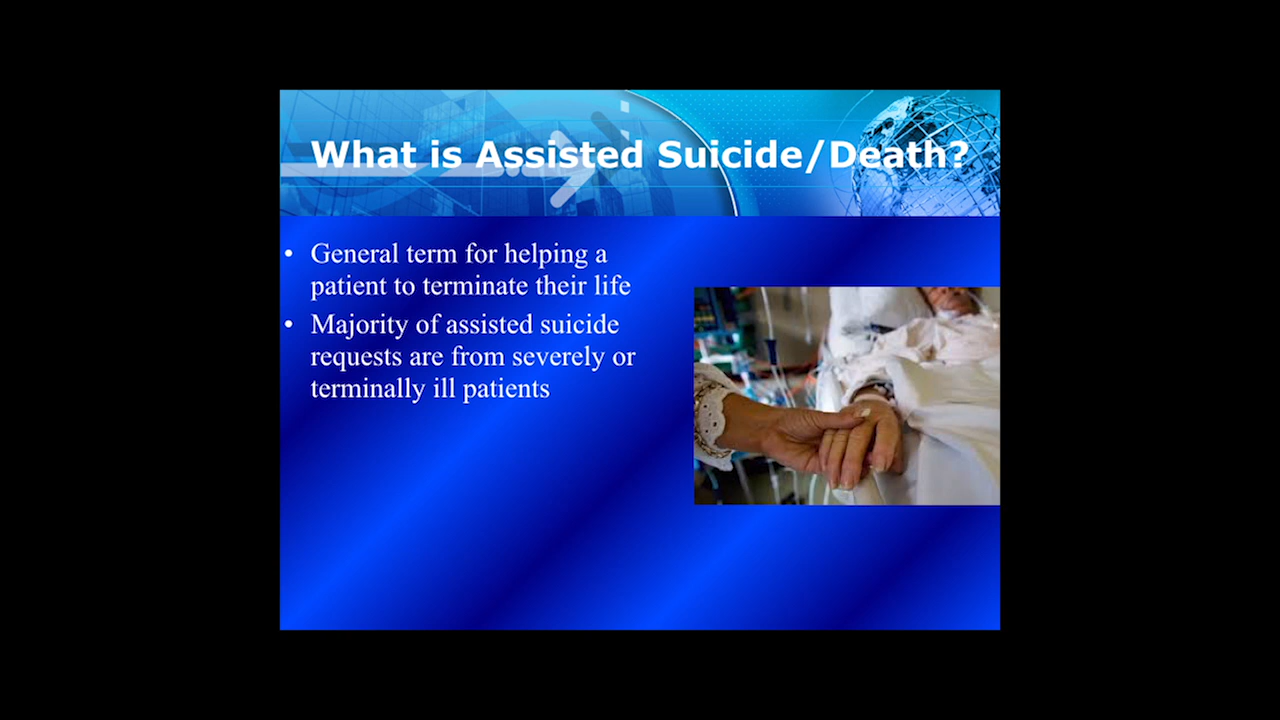 What is Assisted Suicide/Death?
• General term for helping a
patient to terminate their life
• Majority of assisted suicide
requests are from severely or
terminally ill patients